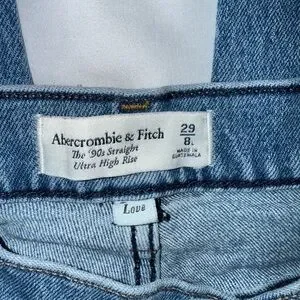 Abercrombie & Fitch
The '90s Straight
Ultra High Rise
29
8L
MADE IN
GUATEMALA
Love